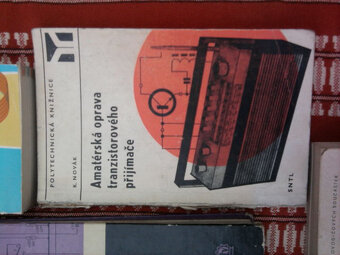 POLYTECHNICKÁ KNIŽNICE
K. NOVÁK
Amatérská oprava
tranzistorového
přijímače
SNTL